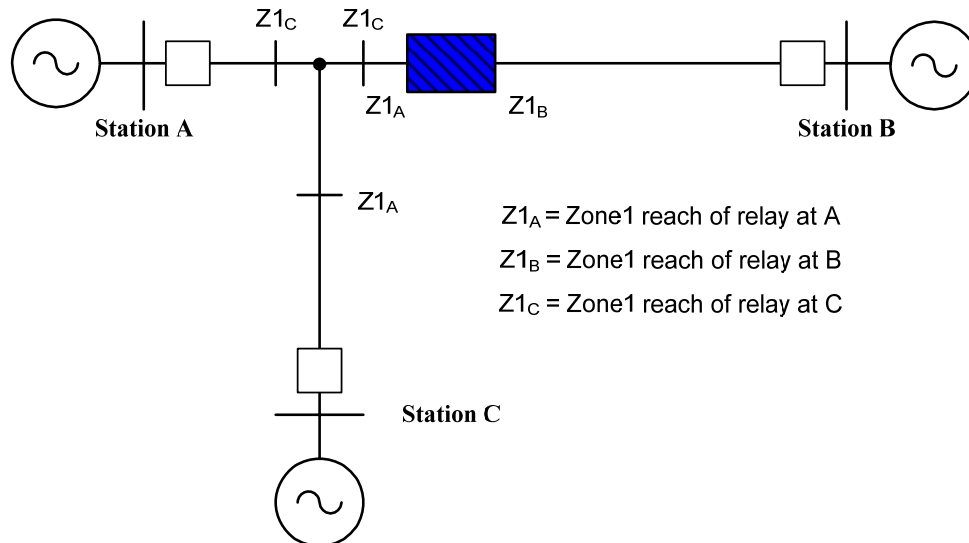 Z1C Z1C
Z1A Z1B
Station A
Station B
Z1A
Z1A = Zone1 reach of relay at A
Z1B = Zone1 reach of relay at B
Z1C = Zone1 reach of relay at C
Station C